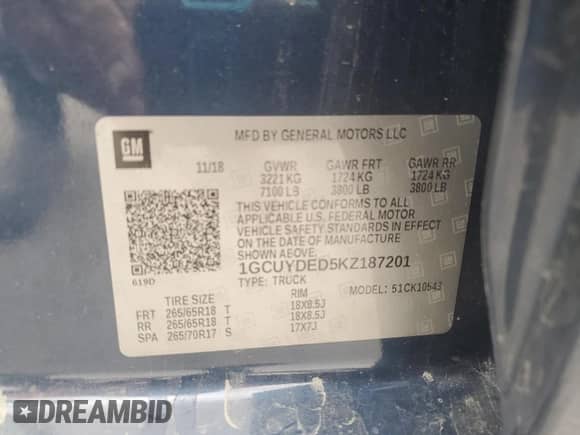 GM
MFD BY GENERAL MOTORS LLC
11/18 GVWR GAWR FRT GAWR RR
3221 KG 1724 KG 1724 KG
7100 LB 3800 LB 3800 LB
THIS VEHICLE CONFORMS TO ALL
APPLICABLE U.S. FEDERAL MOTOR
VEHICLE SAFETY STANDARDS IN EFFECT
ON THE DATE OF MANUFACTURE SHOWN ABOVE
1GCUYDED5KZ187201
619D TYPE: TRUCK MODEL: 51CK10543
TIRE SIZE RIM
FRT 265/65R18 T 18X8.5J
RR 265/65R18 T 18X8.5J
SPA 265/70R17 S 17X7J
DREAMBID